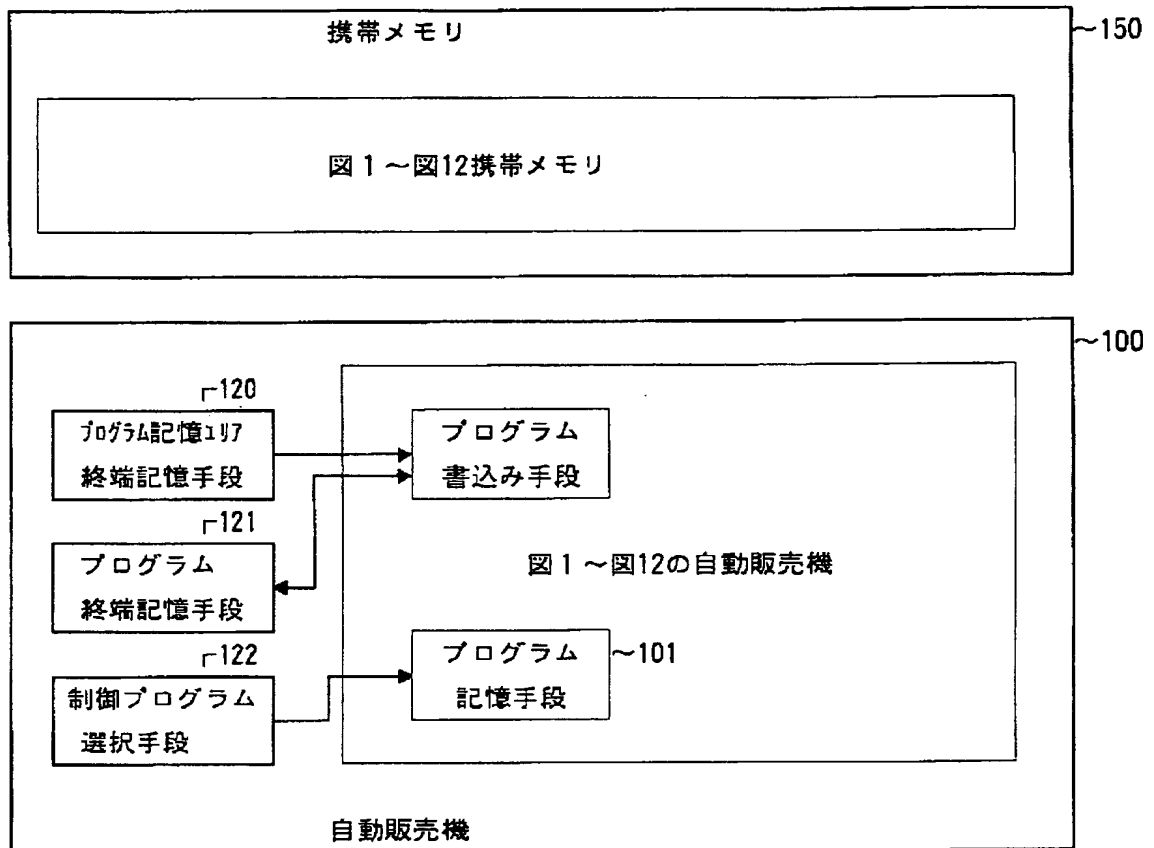 携帯メモリ
～150
図1～図12携帯メモリ
～100
120
プログラム記憶エリア
終端記憶手段
プログラム
書込み手段
121
プログラム
終端記憶手段
図1～図12の自動販売機
122
制御プログラム
選択手段
プログラム
記憶手段
～101
自動販売機